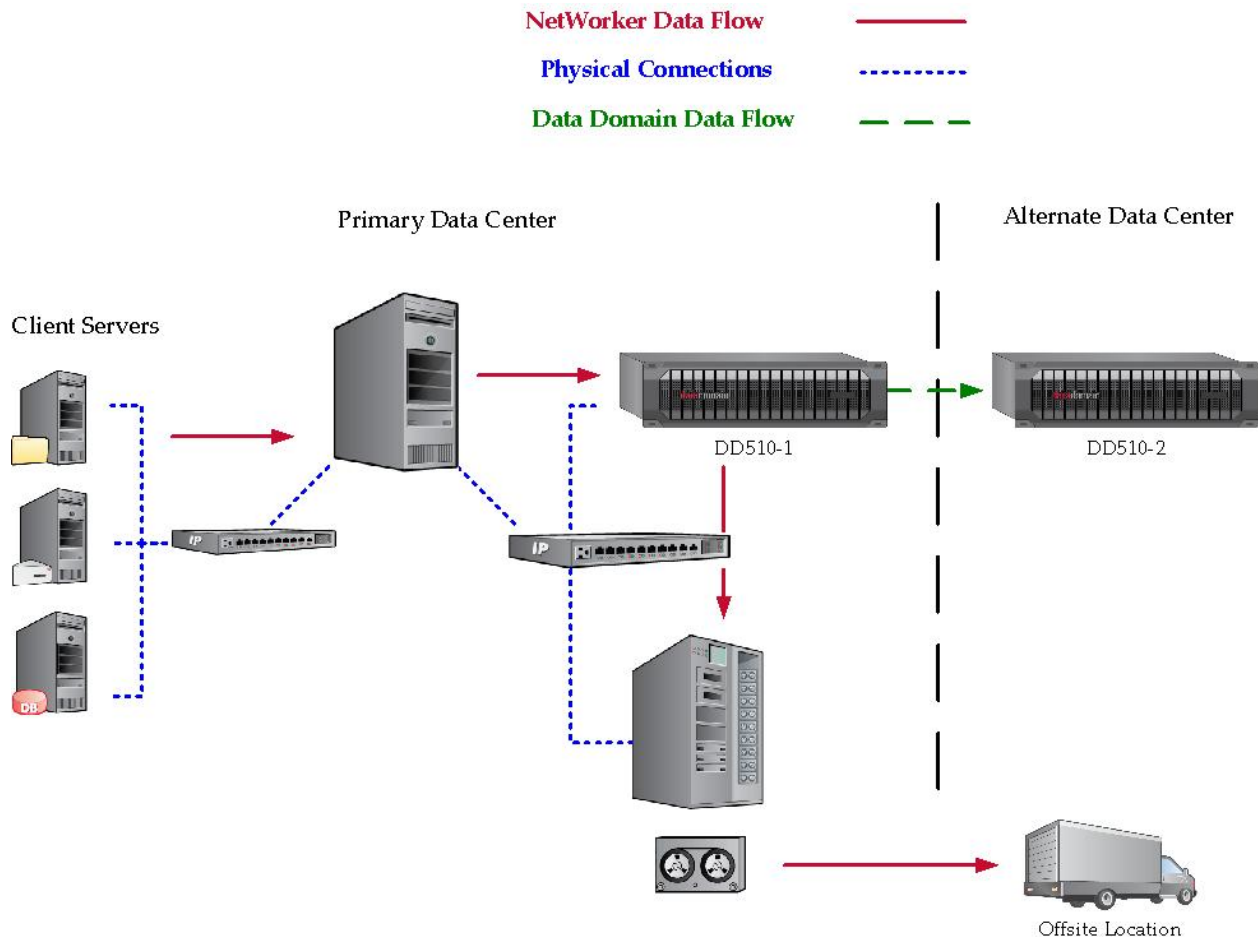 NetWorker Data Flow
Physical Connections
Data Domain Data Flow
Primary Data Center
Alternate Data Center
Client Servers
DD510-1
DD510-2
IP
IP
DB
Offsite Location